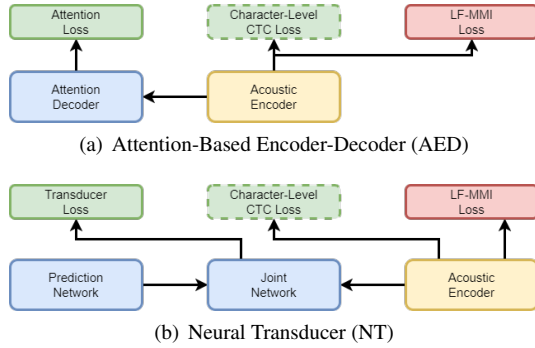 Attention
Loss
Character-Level
CTC Loss
LF-MMI
Loss
Attention
Decoder
Acoustic
Encoder
(a) Attention-Based Encoder-Decoder (AED)
Transducer
Loss
Character-Level
CTC Loss
LF-MMI
Loss
Prediction
Network
Joint
Network
Acoustic
Encoder
(b) Neural Transducer (NT)